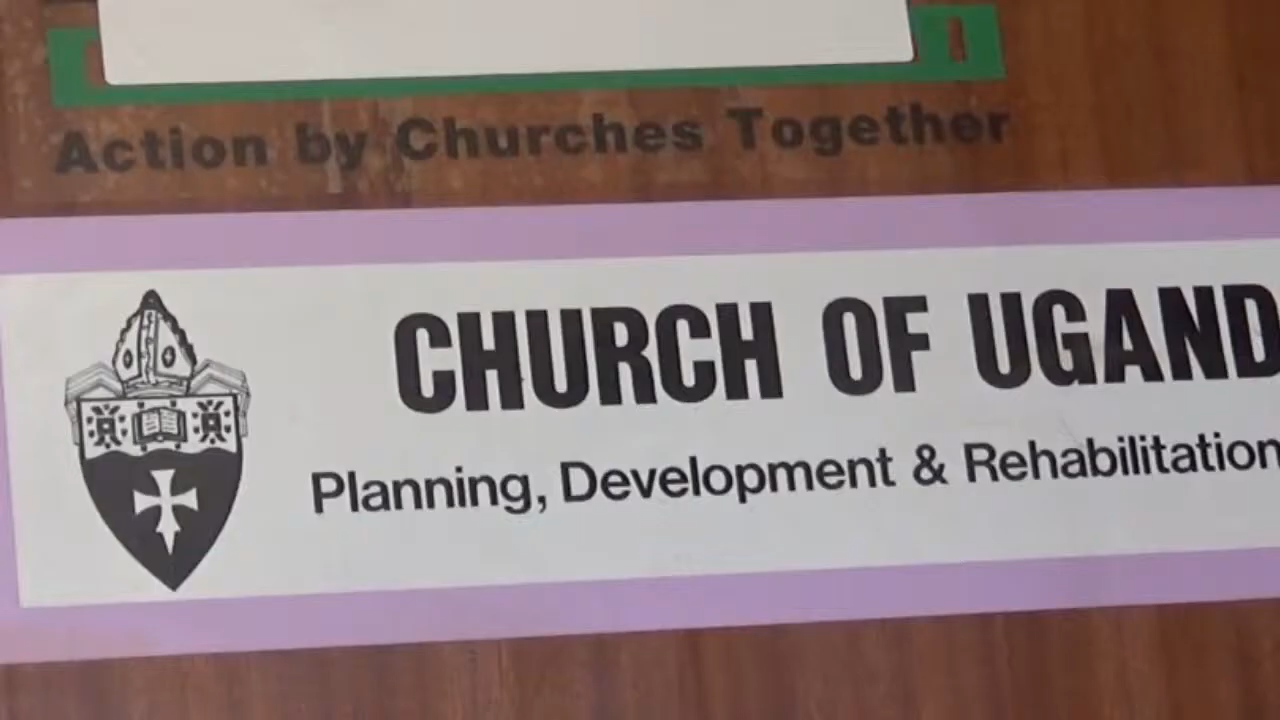 Action by Churches Together
CHURCH OF UGAND
Planning, Development & Rehabilitation